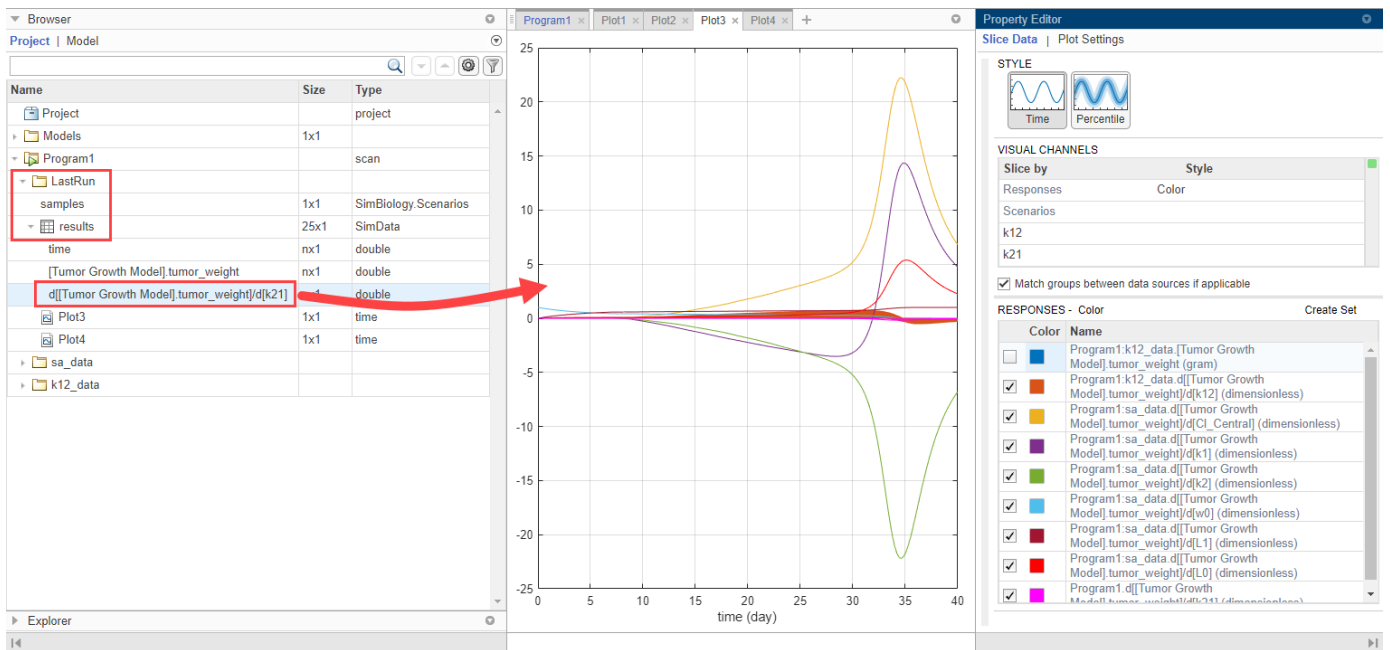 Browser
Project | Model
Name Size Type
Project project
Models 1x1
Program1 scan
LastRun
samples 1x1 SimBiology.Scenarios
results 25x1 SimData
time nx1 double
[Tumor Growth Model].tumor_weight nx1 double
d[[Tumor Growth Model].tumor_weight]/d[k21] double
Plot3 1x1 time
Plot4 1x1 time
sa_data
k12_data
Explorer
Program1 × Plot1 × Plot2 × Plot3 × Plot4 × +
25
20
15
10
5
0
-5
-10
-15
-20
-25
0 5 10 15 20 25 30 35 40
time (day)
Property Editor
Slice Data | Plot Settings
STYLE
Time Percentile
VISUAL CHANNELS
Slice by Style
Responses Color
Scenarios
k12
k21
Match groups between data sources if applicable
RESPONSES - Color Create Set
Color Name
Program1:k12_data.[Tumor Growth
Model].tumor_weight (gram)
Program1:k12_data.d[[Tumor Growth
Model].tumor_weight]/d[k12] (dimensionless)
Program1:sa_data.d[[Tumor Growth
Model].tumor_weight]/d[Cl_Central] (dimensionless)
Program1:sa_data.d[[Tumor Growth
Model].tumor_weight]/d[k1] (dimensionless)
Program1:sa_data.d[[Tumor Growth
Model].tumor_weight]/d[k2] (dimensionless)
Program1:sa_data.d[[Tumor Growth
Model].tumor_weight]/d[w0] (dimensionless)
Program1:sa_data.d[[Tumor Growth
Model].tumor_weight]/d[L1] (dimensionless)
Program1:sa_data.d[[Tumor Growth
Model].tumor_weight]/d[L0] (dimensionless)
Program1.d[[Tumor Growth
Model].tumor_weight]/d[k21] (dimensionless)